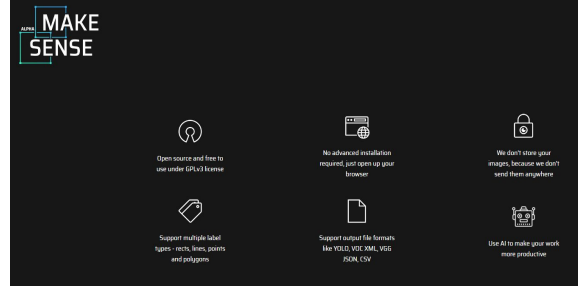 ALPHA
MAKE
SENSE
Open source and free to
use under GPLv3 license
No advanced installation
required, just open up your
browser
We don't store your
images, because we don't
send them anywhere
Support multiple label
types - rects, lines, points
and polygons
Support output file formats
like YOLO, VOC XML, VGG
JSON, CSV
Use AI to make your work
more productive